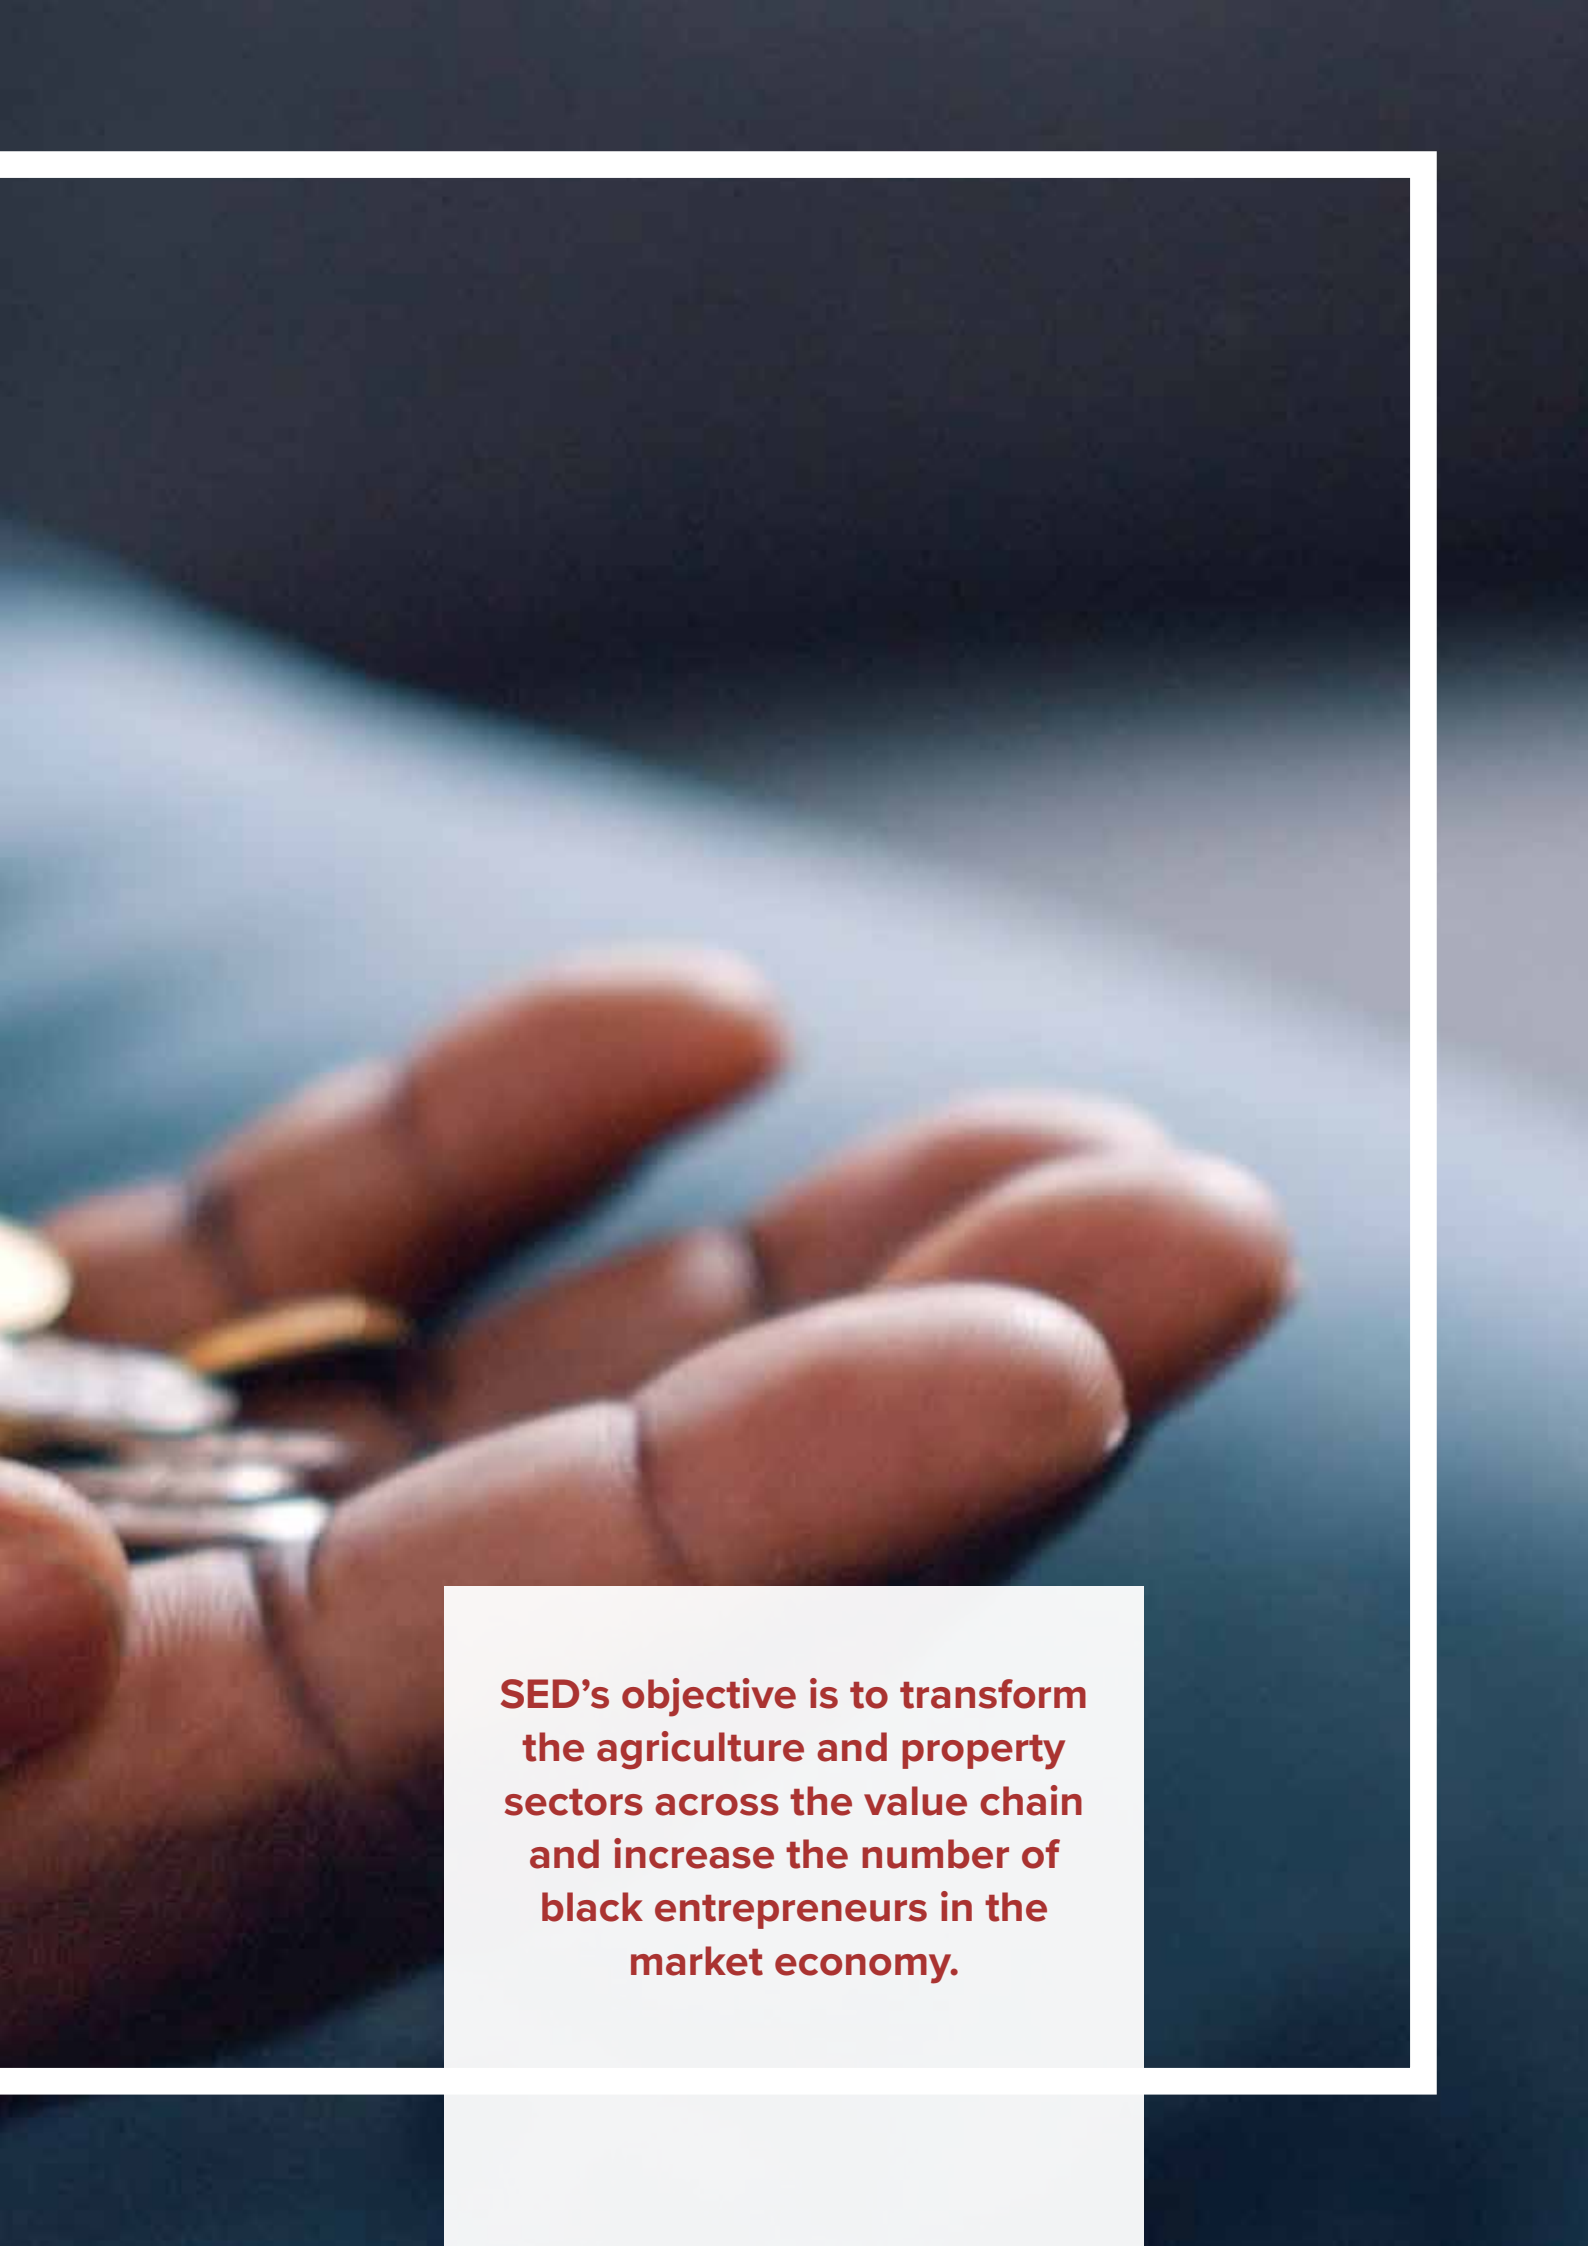 SED’s objective is to transform
the agriculture and property
sectors across the value chain
and increase the number of
black entrepreneurs in the
market economy.